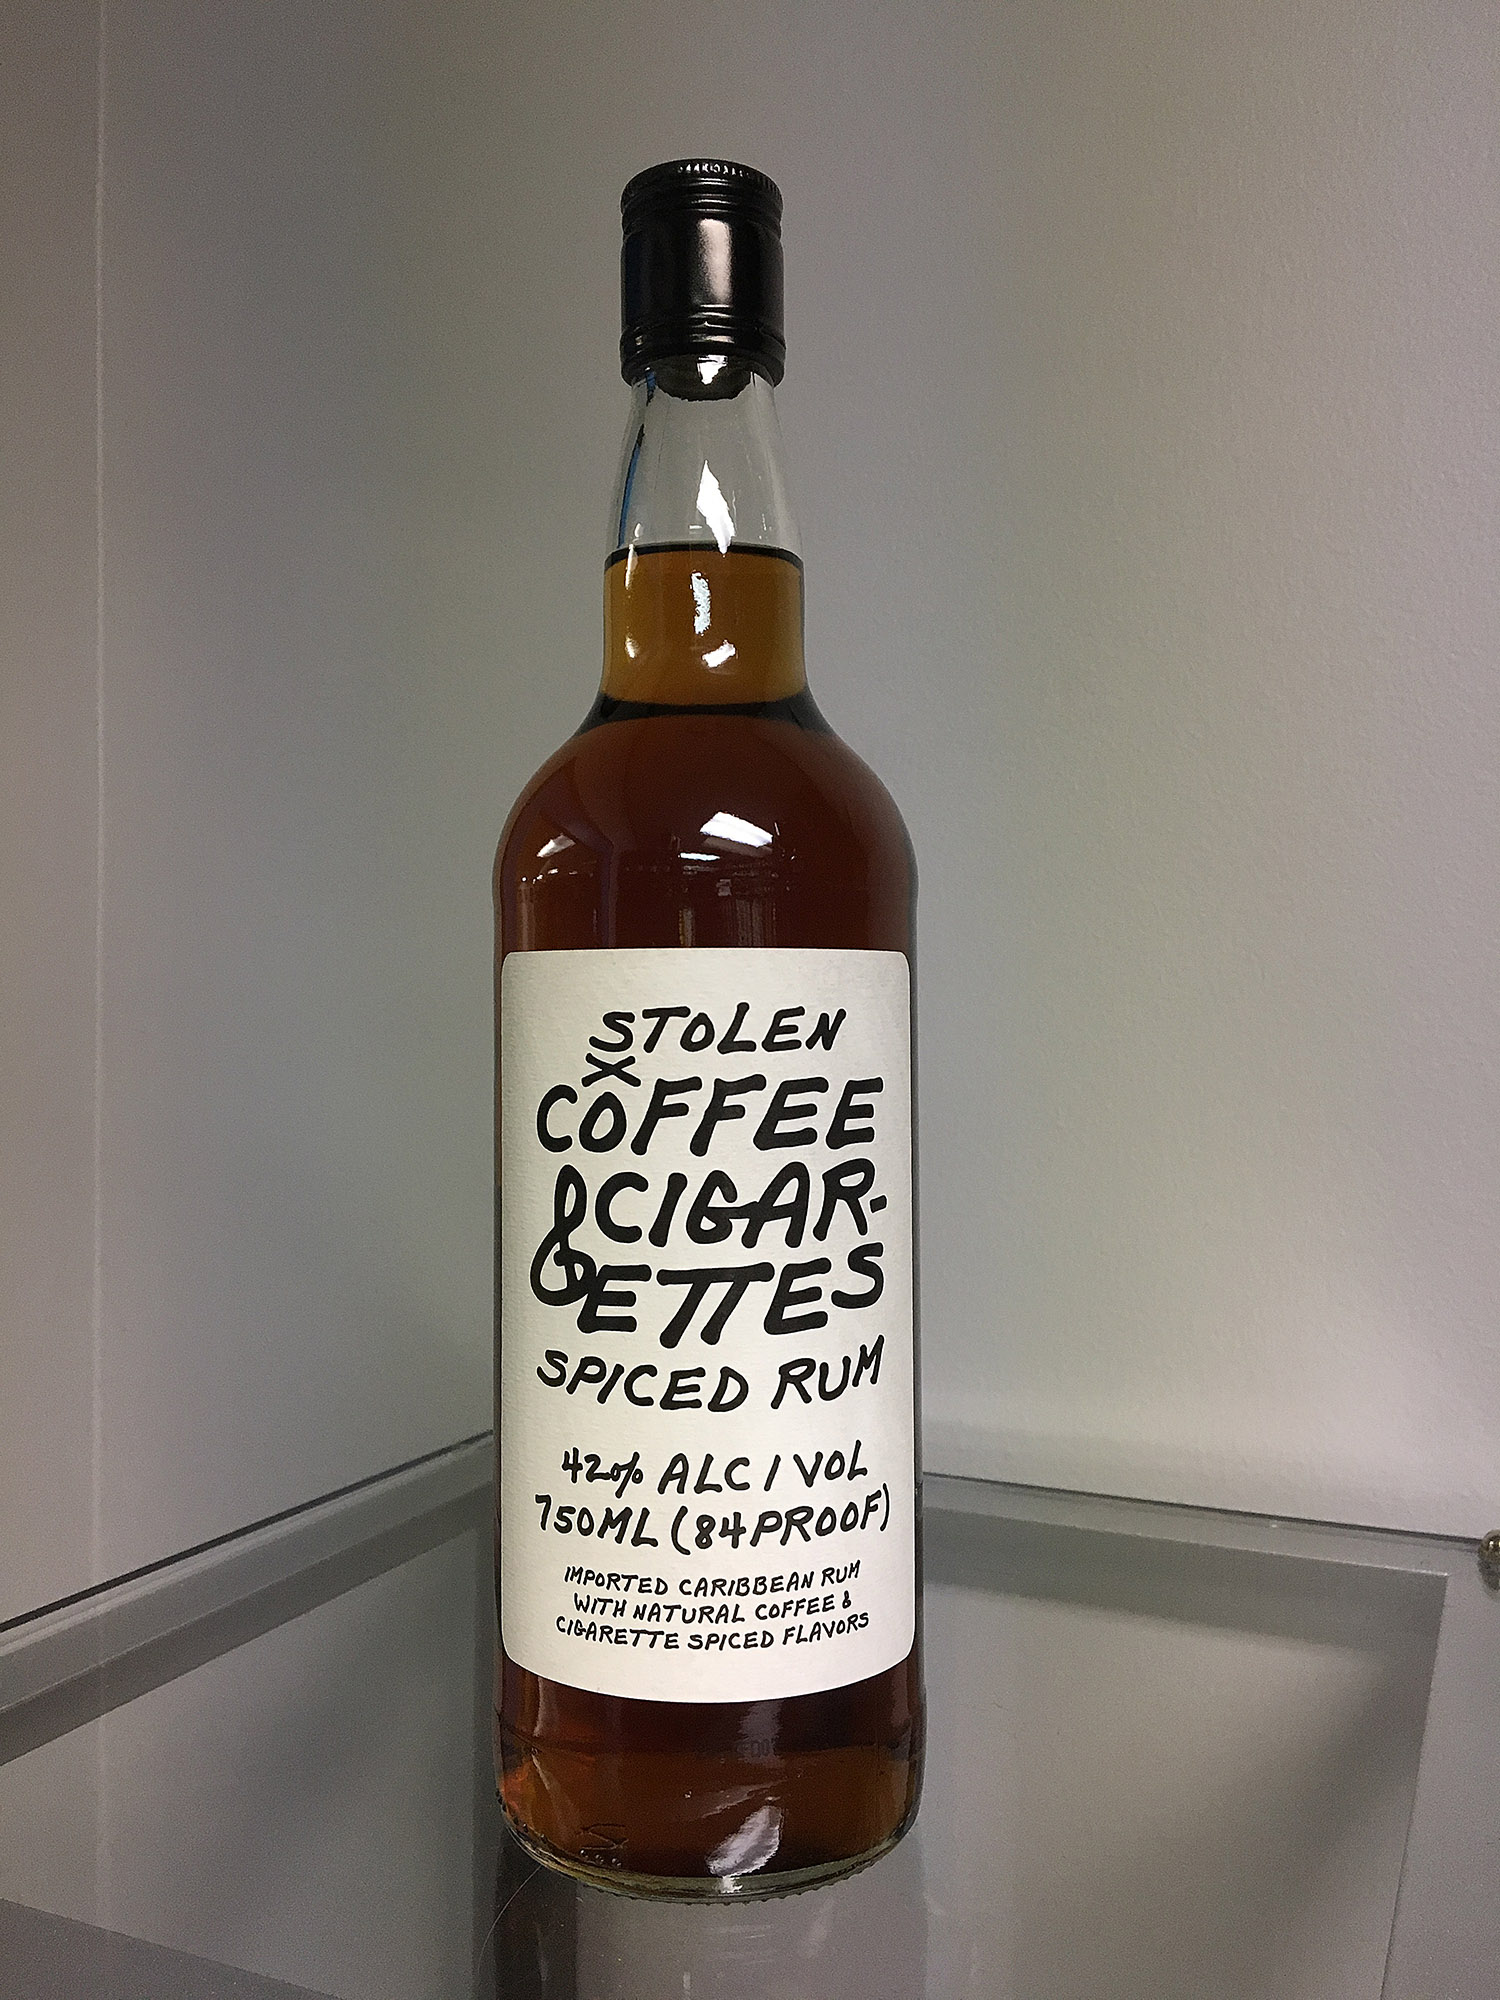 STOLEN
COFFEE
& CIGAR-
ETTES
SPICED RUM
42% ALC / VOL
750ML (84 PROOF)
IMPORTED CARIBBEAN RUM
WITH NATURAL COFFEE &
CIGARETTE SPICED FLAVORS